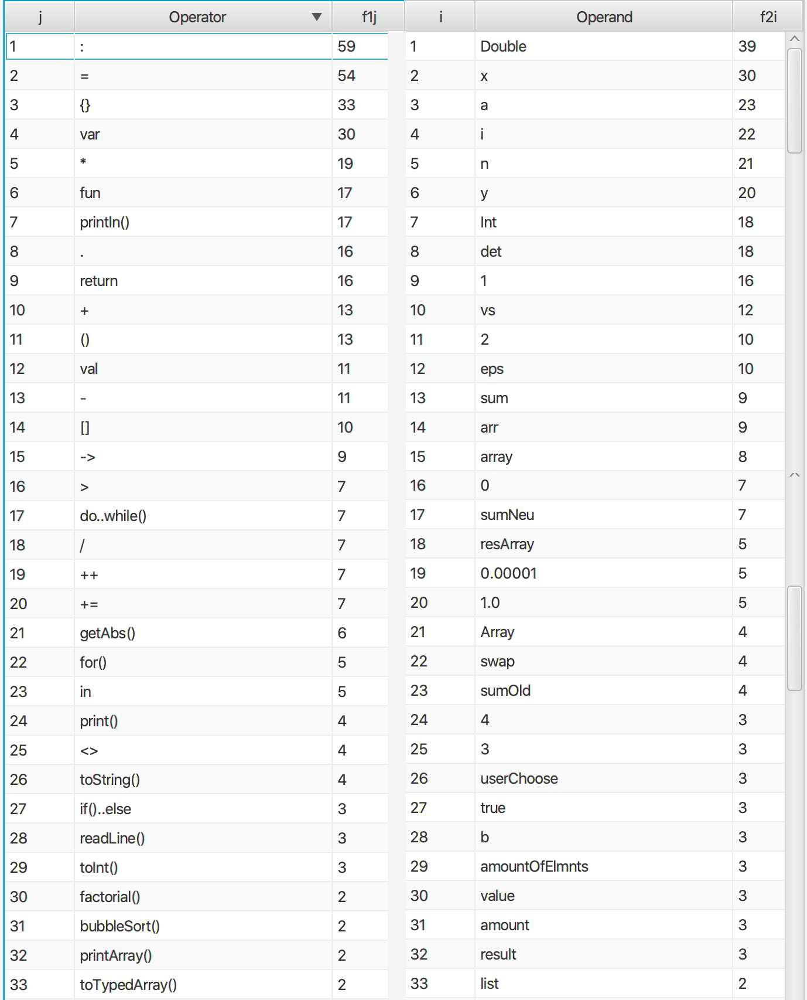 j Operator ▼ f1j i Operand f2i
1 : 59 1 Double 39
2 = 54 2 x 30
3 {} 33 3 a 23
4 var 30 4 i 22
5 * 19 5 n 21
6 fun 17 6 y 20
7 println() 17 7 Int 18
8 . 16 8 det 18
9 return 16 9 1 16
10 + 13 10 vs 12
11 () 13 11 2 10
12 val 11 12 eps 10
13 - 11 13 sum 9
14 [] 10 14 arr 9
15 -> 9 15 array 8
16 > 7 16 0 7
17 do..while() 7 17 sumNeu 7
18 / 7 18 resArray 5
19 ++ 7 19 0.00001 5
20 += 7 20 1.0 5
21 getAbs() 6 21 Array 4
22 for() 5 22 swap 4
23 in 5 23 sumOld 4
24 print() 4 24 4 3
25 <> 4 25 3 3
26 toString() 4 26 userChoose 3
27 if()..else 3 27 true 3
28 readLine() 3 28 b 3
29 toInt() 3 29 amountOfElmnts 3
30 factorial() 2 30 value 3
31 bubbleSort() 2 31 amount 3
32 printArray() 2 32 result 3
33 toTypedArray() 2 33 list 2